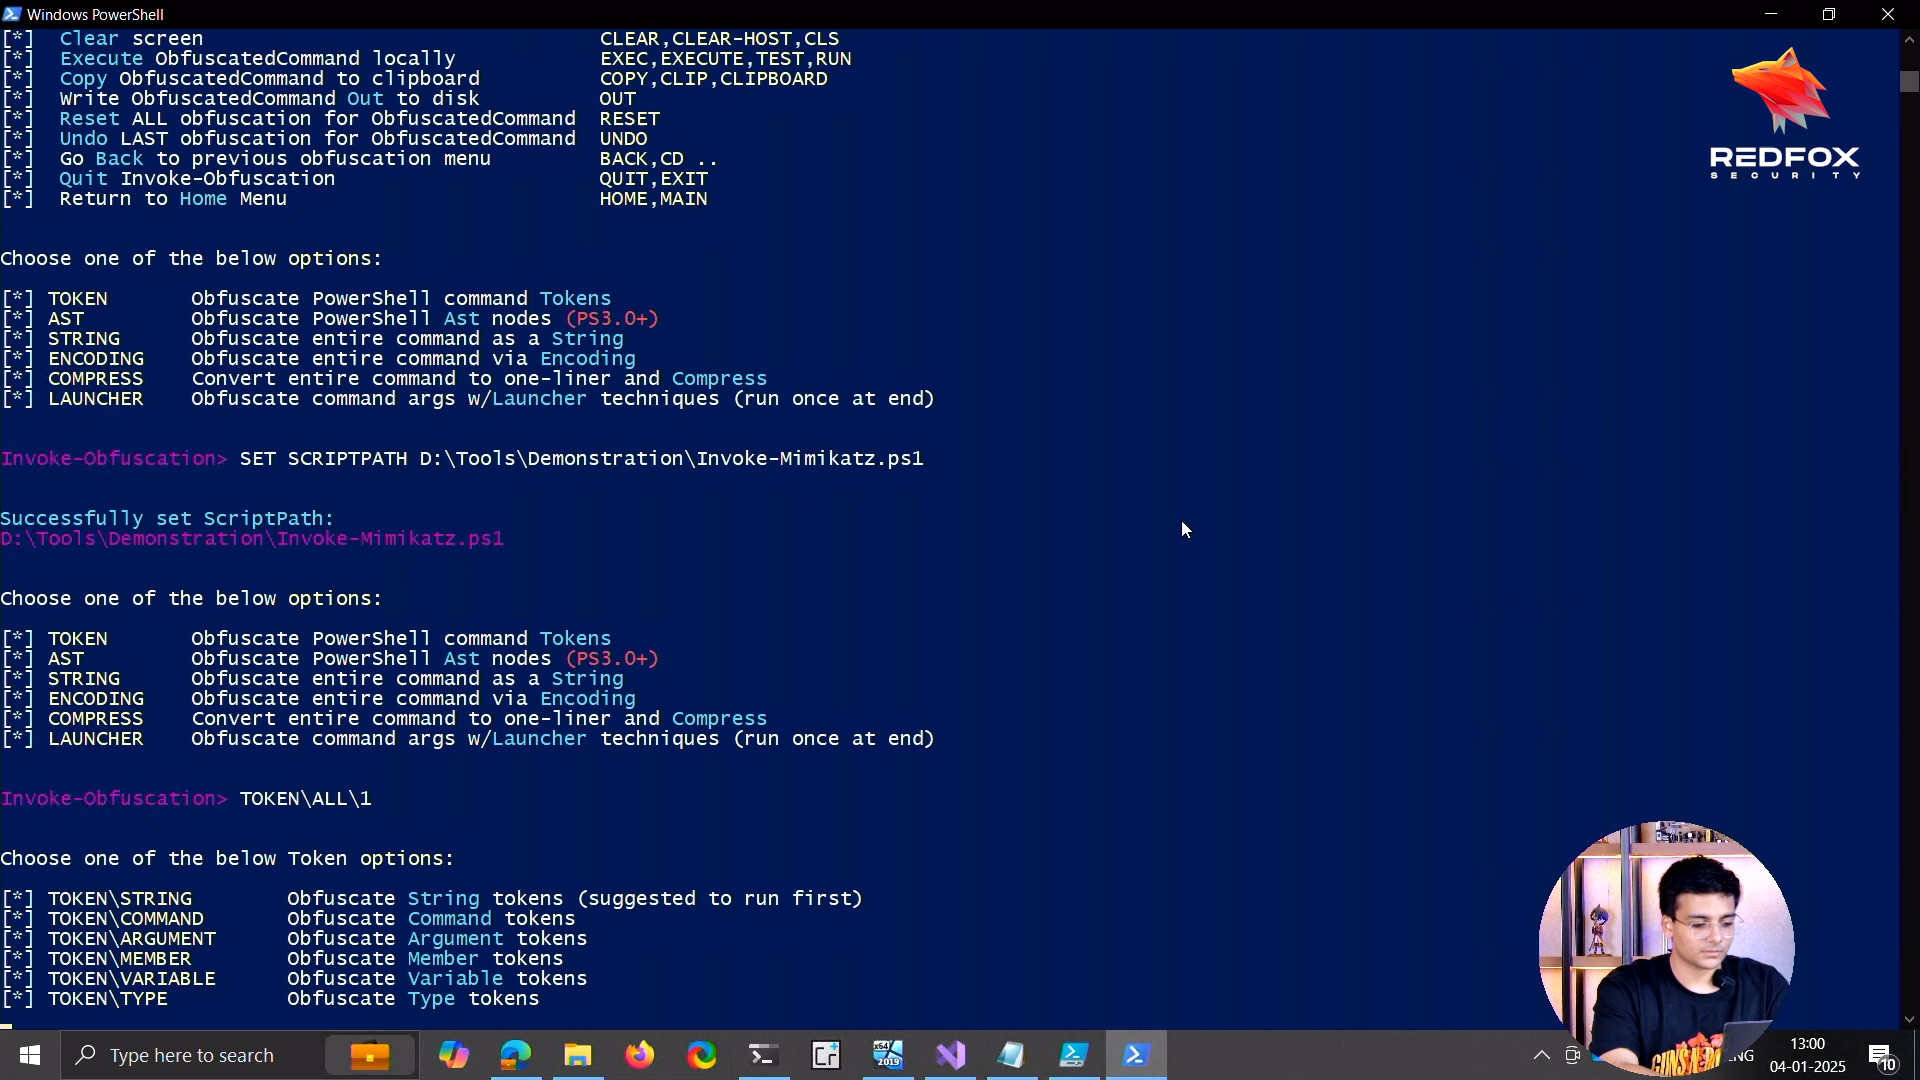 Windows PowerShell
[*] Clear screen CLEAR,CLEAR-HOST,CLS
[*] Execute ObfuscatedCommand locally EXEC,EXECUTE,TEST,RUN
[*] Copy ObfuscatedCommand to clipboard COPY,CLIP,CLIPBOARD
[*] Write ObfuscatedCommand Out to disk OUT
[*] Reset ALL obfuscation for ObfuscatedCommand RESET
[*] Undo LAST obfuscation for ObfuscatedCommand UNDO
[*] Go Back to previous obfuscation menu BACK,CD ..
[*] Quit Invoke-Obfuscation QUIT,EXIT
[*] Return to Home Menu HOME,MAIN
REDFOX
SECURITY
Choose one of the below options:
[*] TOKEN Obfuscate PowerShell command Tokens
[*] AST Obfuscate PowerShell Ast nodes (PS3.0+)
[*] STRING Obfuscate entire command as a String
[*] ENCODING Obfuscate entire command via Encoding
[*] COMPRESS Convert entire command to one-liner and Compress
[*] LAUNCHER Obfuscate command args w/Launcher techniques (run once at end)
Invoke-Obfuscation> SET SCRIPTPATH D:\Tools\Demonstration\Invoke-Mimikatz.ps1
Successfully set ScriptPath:
D:\Tools\Demonstration\Invoke-Mimikatz.ps1
Choose one of the below options:
[*] TOKEN Obfuscate PowerShell command Tokens
[*] AST Obfuscate PowerShell Ast nodes (PS3.0+)
[*] STRING Obfuscate entire command as a String
[*] ENCODING Obfuscate entire command via Encoding
[*] COMPRESS Convert entire command to one-liner and Compress
[*] LAUNCHER Obfuscate command args w/Launcher techniques (run once at end)
Invoke-Obfuscation> TOKEN\ALL\1
Choose one of the below Token options:
[*] TOKEN\STRING Obfuscate String tokens (suggested to run first)
[*] TOKEN\COMMAND Obfuscate Command tokens
[*] TOKEN\ARGUMENT Obfuscate Argument tokens
[*] TOKEN\MEMBER Obfuscate Member tokens
[*] TOKEN\VARIABLE Obfuscate Variable tokens
[*] TOKEN\TYPE Obfuscate Type tokens
Type here to search
x64
2019
13:00
04-01-2025
10